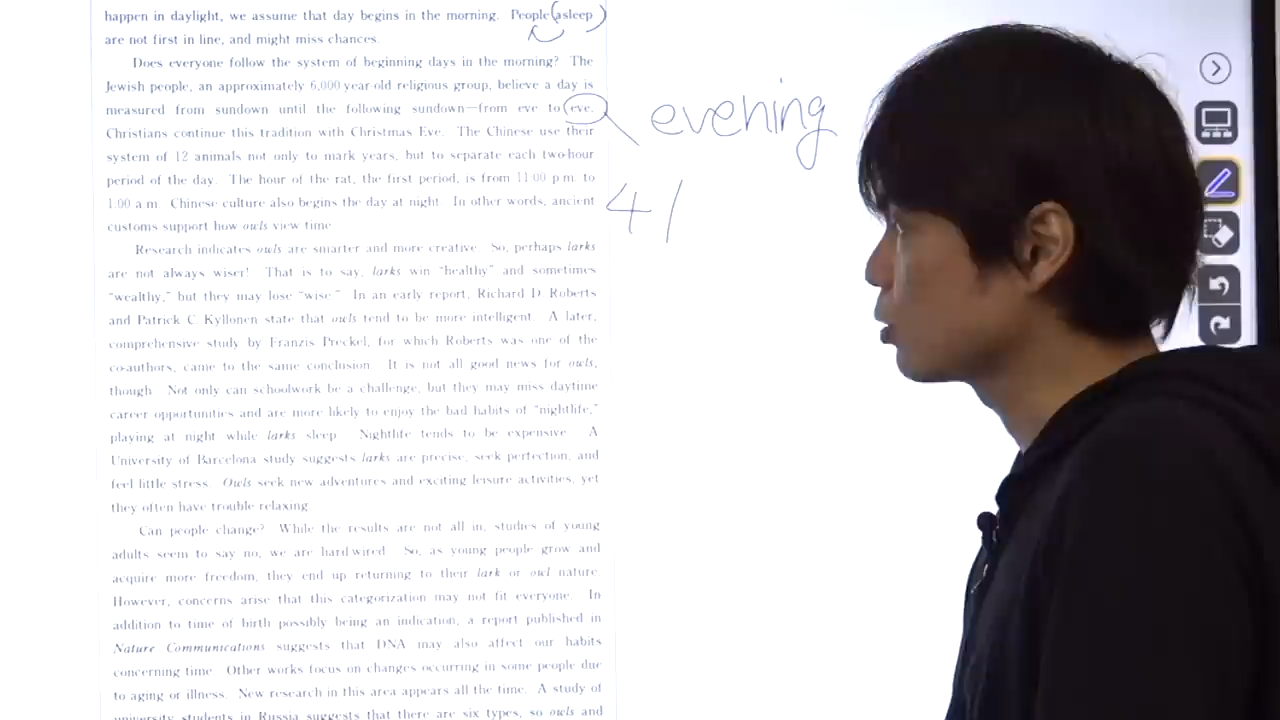 happen in daylight, we assume that day begins in the morning. People asleep
are not first in line, and might miss chances.
Does everyone follow the system of beginning days in the morning? The
Jewish people, an approximately 6,000-year-old religious group, believe a day is
measured from sundown until the following sundown—from eve to eve.
evening
Christians continue this tradition with Christmas Eve. The Chinese use their
system of 12 animals not only to mark years, but to separate each two-hour
period of the day. The hour of the rat, the first period, is from 11:00 p.m. to
1:00 a.m. Chinese culture also begins the day at night. In other words, ancient
41
customs support how owls view time.
Research indicates owls are smarter and more creative. So, perhaps larks
are not always wiser! That is to say, larks win "healthy" and sometimes
"wealthy," but they may lose "wise." In an early report, Richard D. Roberts
and Patrick C. Kyllonen state that owls tend to be more intelligent. A later,
comprehensive study by Franzis Preckel, for which Roberts was one of the
co-authors, came to the same conclusion. It is not all good news for owls,
though. Not only can schoolwork be a challenge, but they may miss daytime
career opportunities and are more likely to enjoy the bad habits of "nightlife,"
playing at night while larks sleep. Nightlife tends to be expensive. A
University of Barcelona study suggests larks are precise, seek perfection, and
feel little stress. Owls seek new adventures and exciting leisure activities, yet
they often have trouble relaxing.
Can people change? While the results are not all in, studies of young
adults seem to say no, we are hard-wired. So, as young people grow and
acquire more freedom, they end up returning to their lark or owl nature.
However, concerns arise that this categorization may not fit everyone. In
addition to time of birth possibly being an indication, a report published in
Nature Communications suggests that DNA may also affect our habits
concerning time. Other works focus on changes occurring in some people due
to aging or illness. New research in this area appears all the time. A study of
university students in Russia suggests that there are six types, so owls and